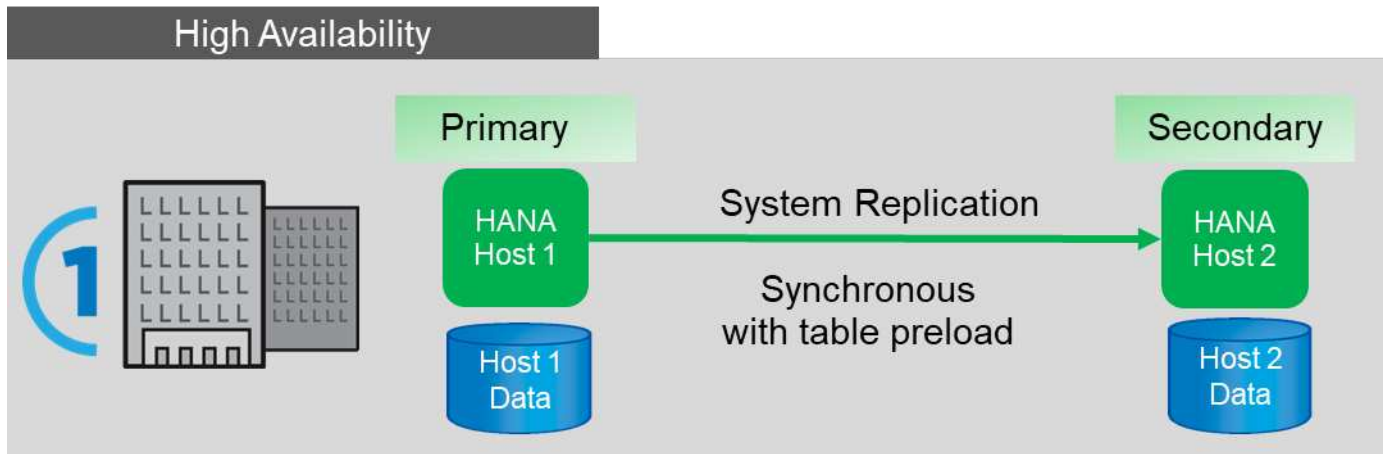 High Availability
Primary
Secondary
1
HANA
Host 1
System Replication
Synchronous
with table preload
HANA
Host 2
Host 1
Data
Host 2
Data